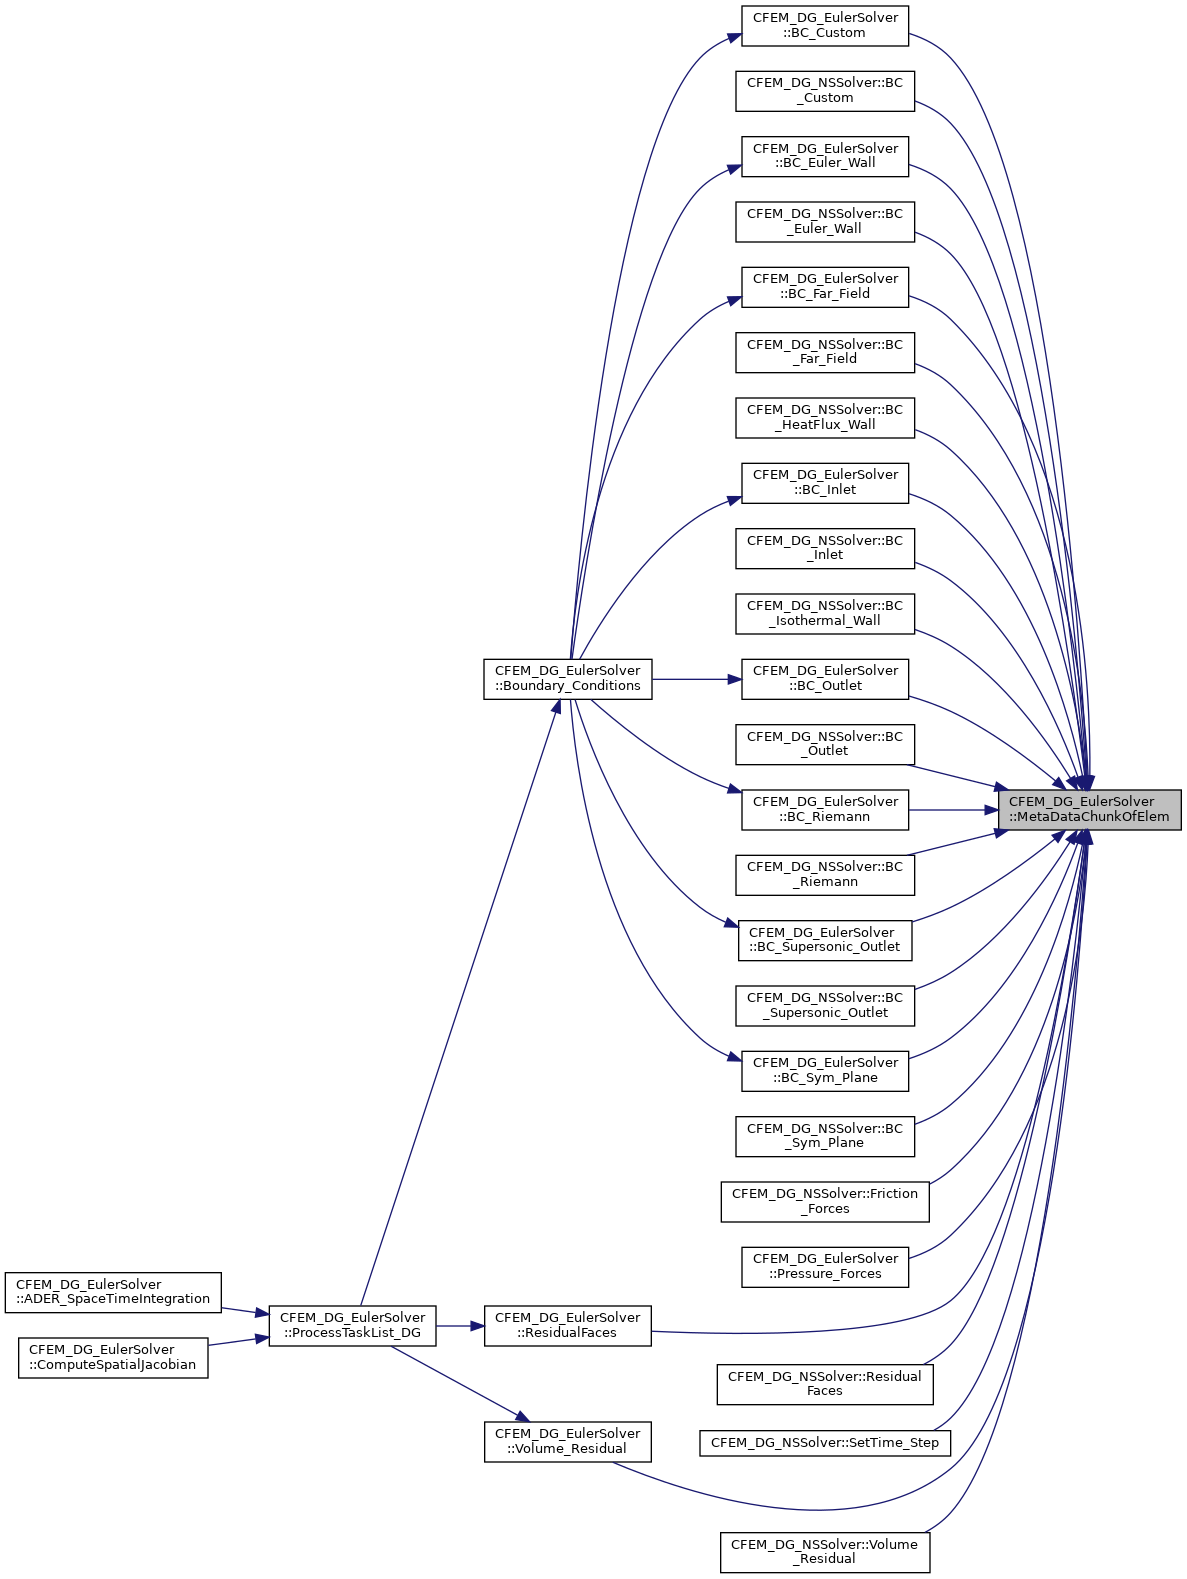 CFEM_DG_EulerSolver
::BC_Custom
CFEM_DG_NSSolver::BC
_Custom
CFEM_DG_EulerSolver
::BC_Euler_Wall
CFEM_DG_NSSolver::BC
_Euler_Wall
CFEM_DG_EulerSolver
::BC_Far_Field
CFEM_DG_NSSolver::BC
_Far_Field
CFEM_DG_NSSolver::BC
_HeatFlux_Wall
CFEM_DG_EulerSolver
::BC_Inlet
CFEM_DG_NSSolver::BC
_Inlet
CFEM_DG_NSSolver::BC
_Isothermal_Wall
CFEM_DG_EulerSolver
::Boundary_Conditions
CFEM_DG_EulerSolver
::BC_Outlet
CFEM_DG_NSSolver::BC
_Outlet
CFEM_DG_EulerSolver
::BC_Riemann
CFEM_DG_EulerSolver
::MetaDataChunkOfElem
CFEM_DG_NSSolver::BC
_Riemann
CFEM_DG_EulerSolver
::BC_Supersonic_Outlet
CFEM_DG_NSSolver::BC
_Supersonic_Outlet
CFEM_DG_EulerSolver
::BC_Sym_Plane
CFEM_DG_NSSolver::BC
_Sym_Plane
CFEM_DG_NSSolver::Friction
_Forces
CFEM_DG_EulerSolver
::Pressure_Forces
CFEM_DG_EulerSolver
::ADER_SpaceTimeIntegration
CFEM_DG_EulerSolver
::ProcessTaskList_DG
CFEM_DG_EulerSolver
::ResidualFaces
CFEM_DG_EulerSolver
::ComputeSpatialJacobian
CFEM_DG_NSSolver::Residual
Faces
CFEM_DG_EulerSolver
::Volume_Residual
CFEM_DG_NSSolver::SetTime_Step
CFEM_DG_NSSolver::Volume
_Residual